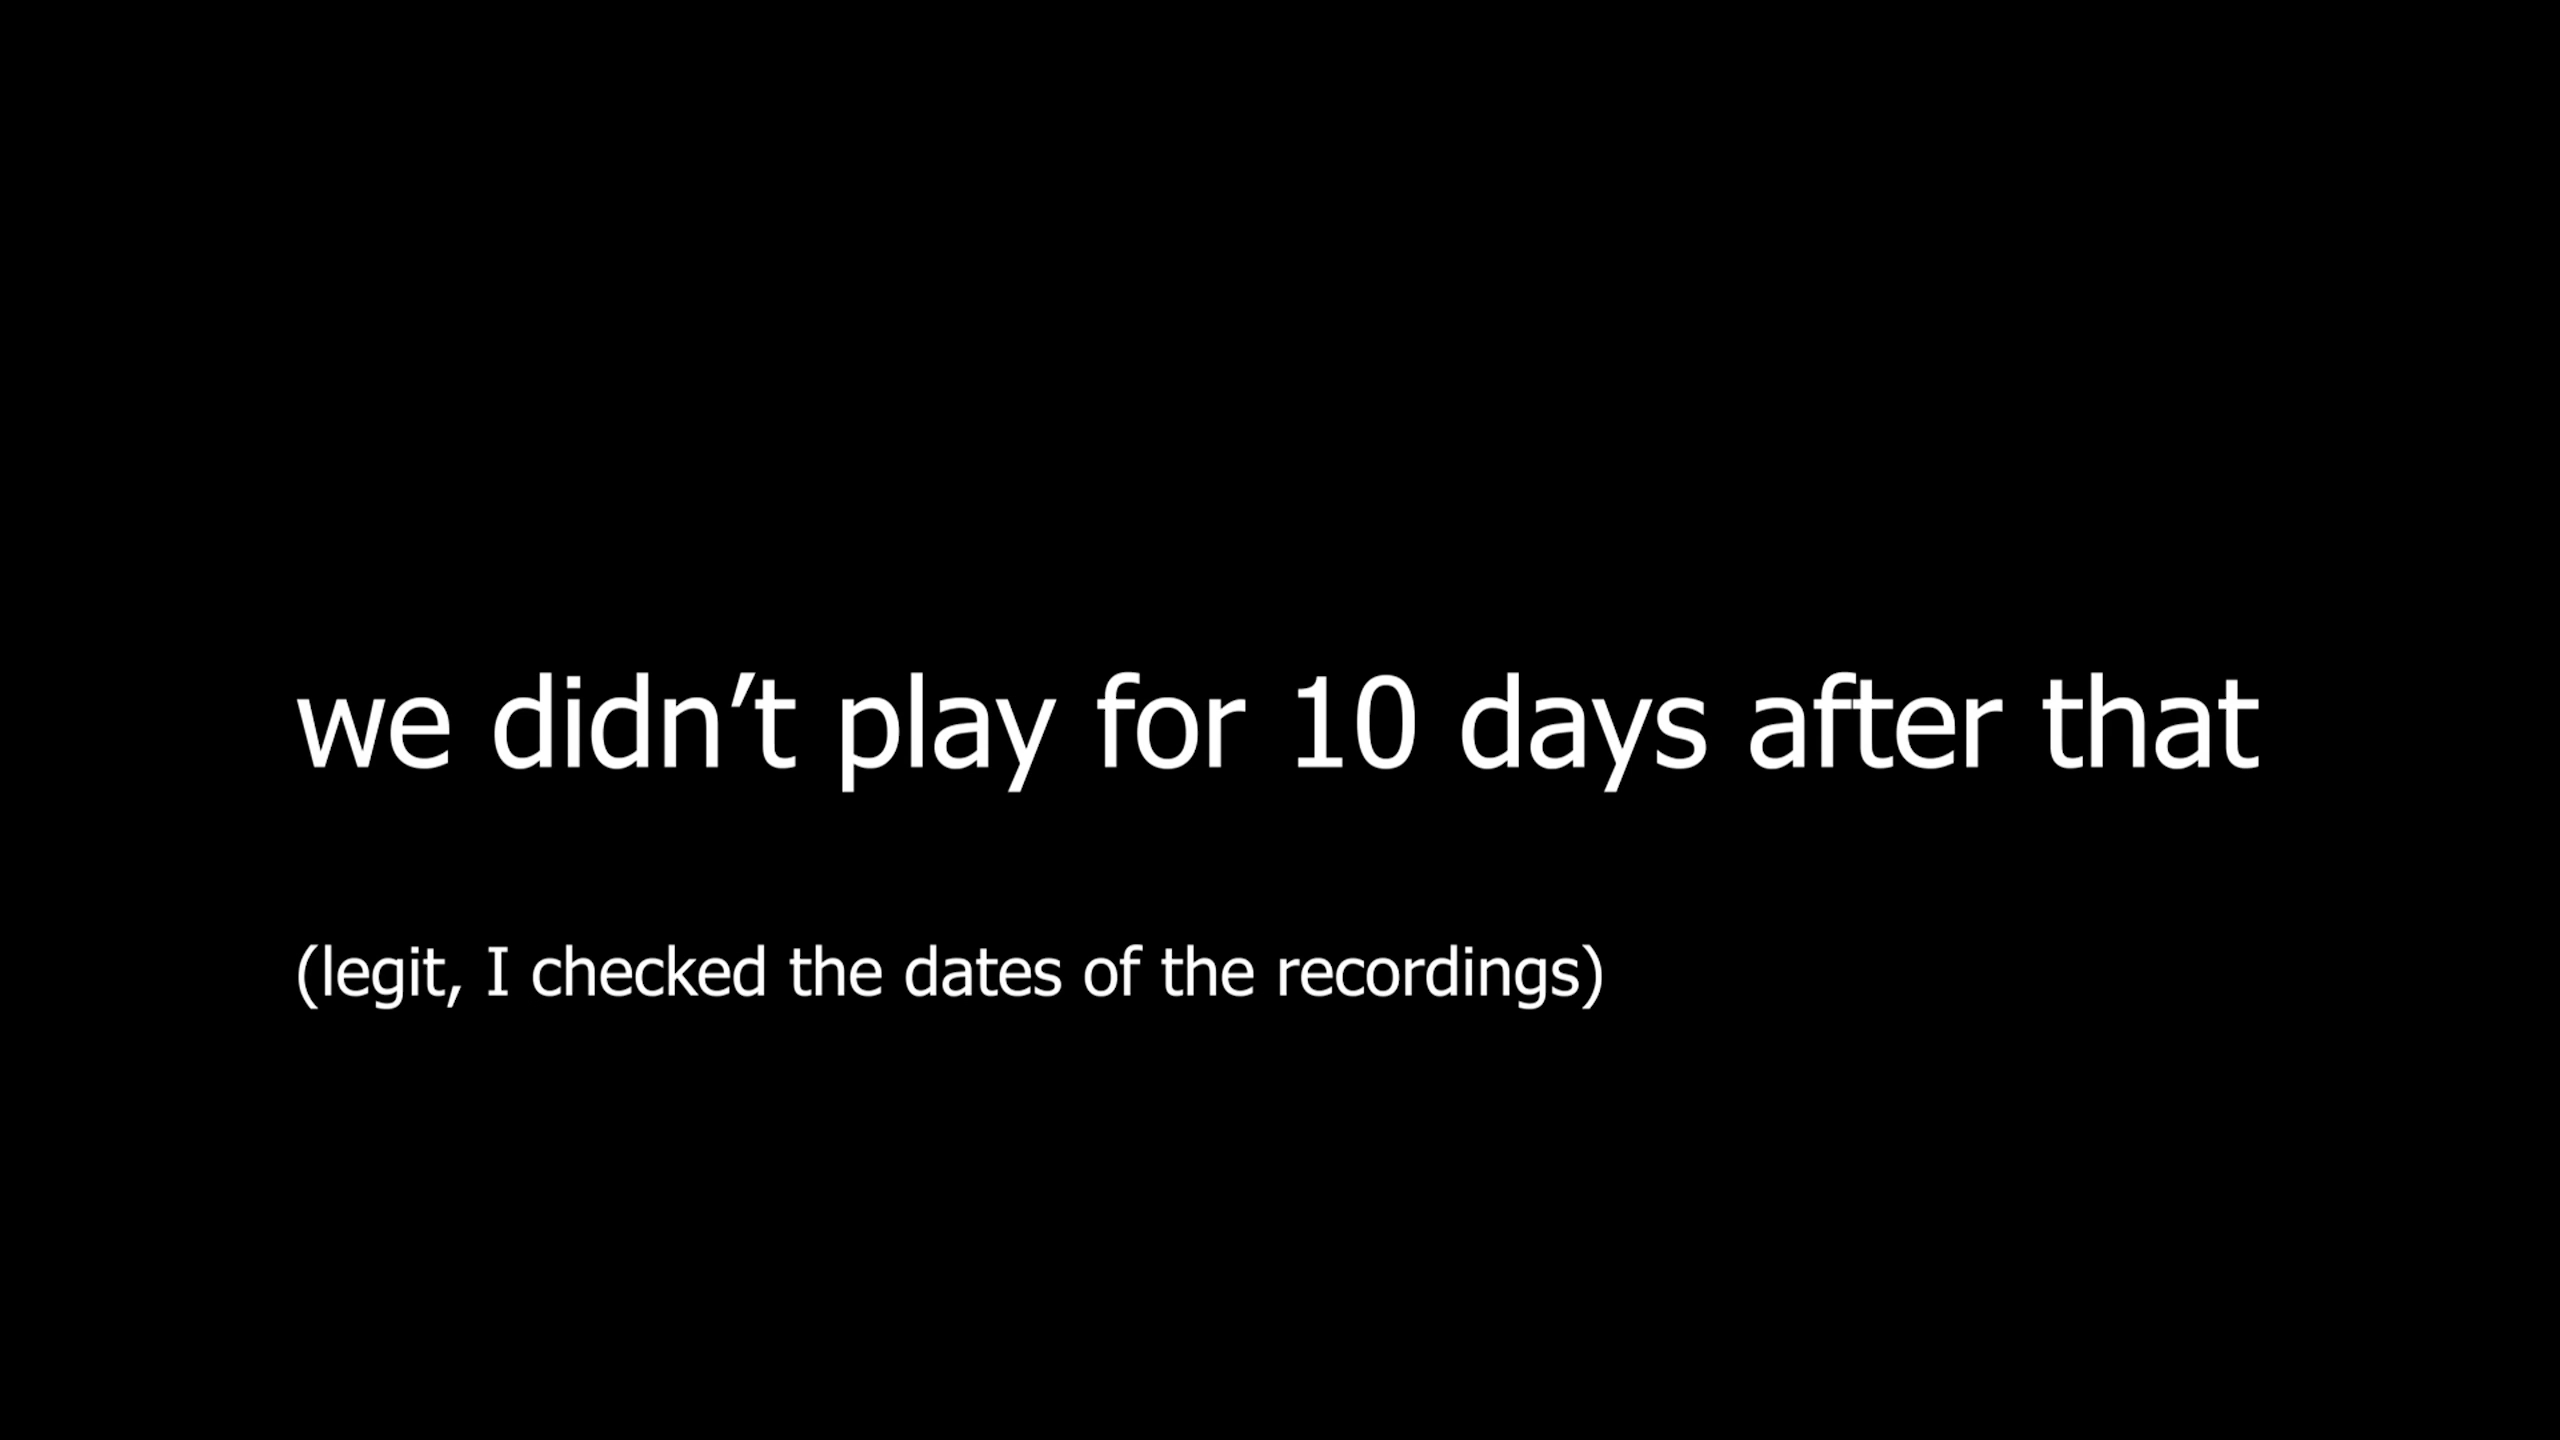 we didn’t play for 10 days after that
(legit, I checked the dates of the recordings)